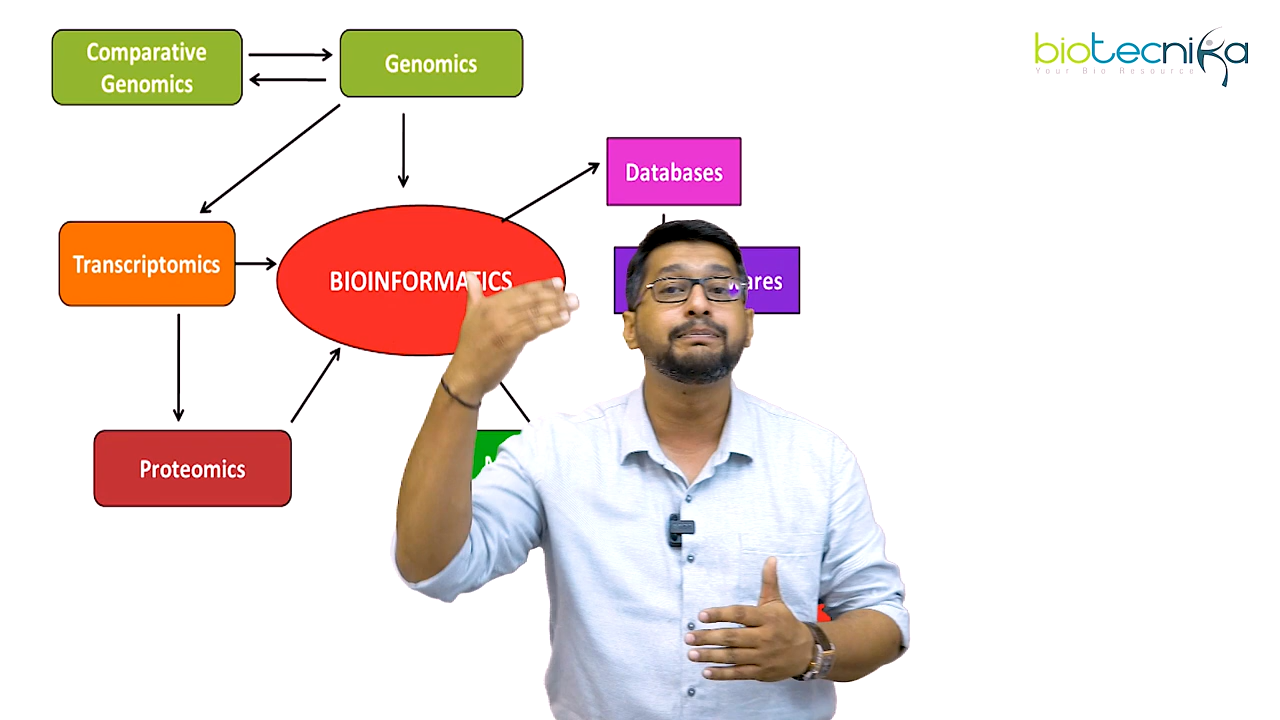 Comparative
Genomics
Genomics
biotecnika
Your Bio Resource
Databases
Transcriptomics
BIOINFORMATICS
Proteomics